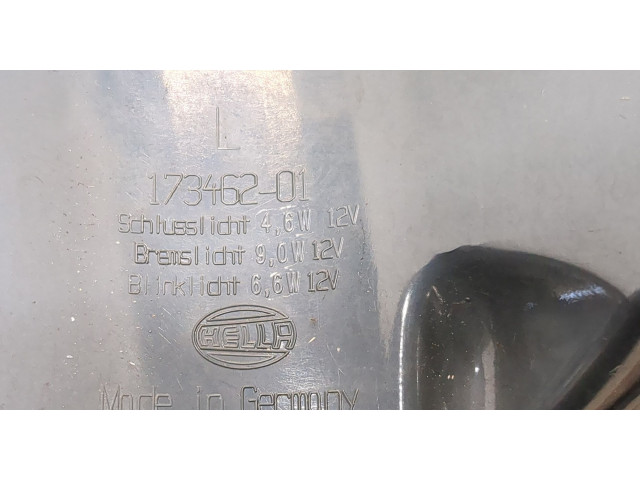 L
173462-01
Schlusslicht 4,6W 12V
Bremslicht 9,0W 12V
Blinklicht 6,6W 12V
HELLA
Made in Germany